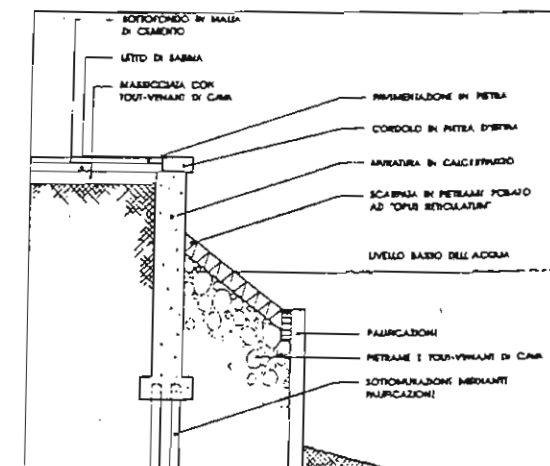 SOTTOFONDO IN MALTA
DI CEMENTO
LETTO DI SABBIA
MASSICCIATA CON
TOUT-VENANT DI CAVA
PAVIMENTAZIONE IN PIETRA
CORDOLO IN PIETRA D'ISTRIA
MURATURA IN CALCESTRUZZO
SCARPATA IN PIETRAME POSATO
AD "OPUS RETICULATUM"
LIVELLO BASSO DELL'ACQUA
PALIFICAZIONI
PIETRAME E TOUT-VENANT DI CAVA
SOTTOMURAZIONI MEDIANTI
PALIFICAZIONI